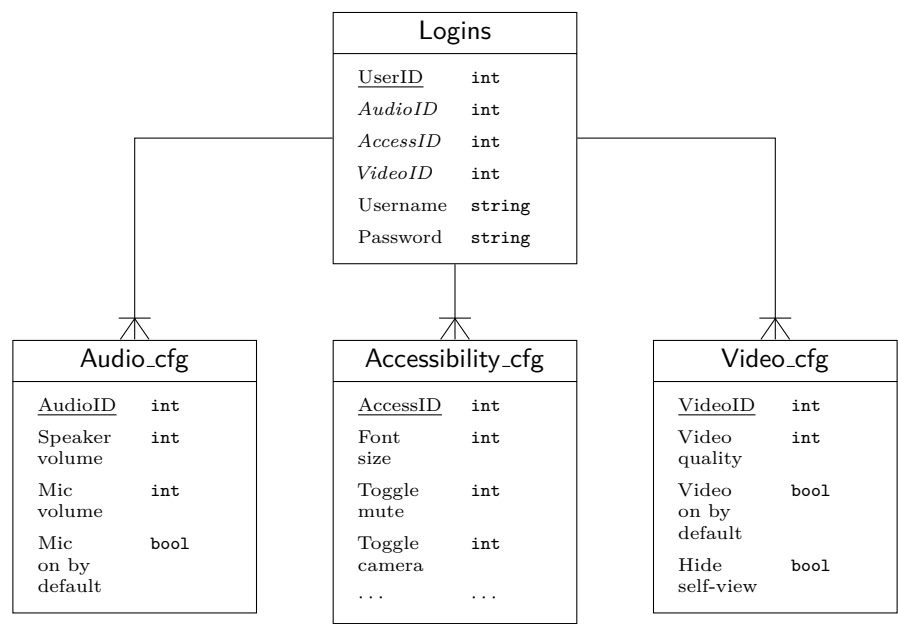 Logins
UserID int
AudioID int
AccessID int
VideoID int
Username string
Password string
Audio_cfg
AudioID int
Speaker int
volume
Mic int
volume
Mic bool
on by
default
Accessibility_cfg
AccessID int
Font int
size
Toggle int
mute
Toggle int
camera
... ...
Video_cfg
VideoID int
Video int
quality
Video bool
on by
default
Hide bool
self-view